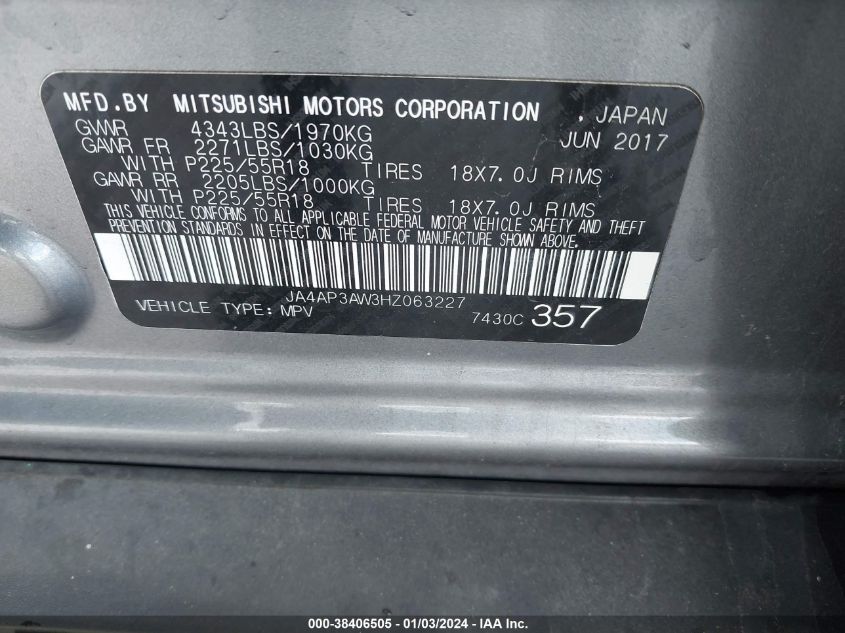 MFD.BY MITSUBISHI MOTORS CORPORATION . JAPAN
GVWR 4343LBS/1970KG JUN 2017
GAWR FR 2271LBS/1030KG
WITH P225/55R18 TIRES 18X7.0J RIMS
GAWR RR 2205LBS/1000KG
WITH P225/55R18 TIRES 18X7.0J RIMS
THIS VEHICLE CONFORMS TO ALL APPLICABLE FEDERAL MOTOR VEHICLE SAFETY AND THEFT
PREVENTION STANDARDS IN EFFECT ON THE DATE OF MANUFACTURE SHOWN ABOVE.
JA4AP3AW3HZ063227
VEHICLE TYPE: MPV 7430C 357
000-38406505 - 01/03/2024 - IAA Inc.